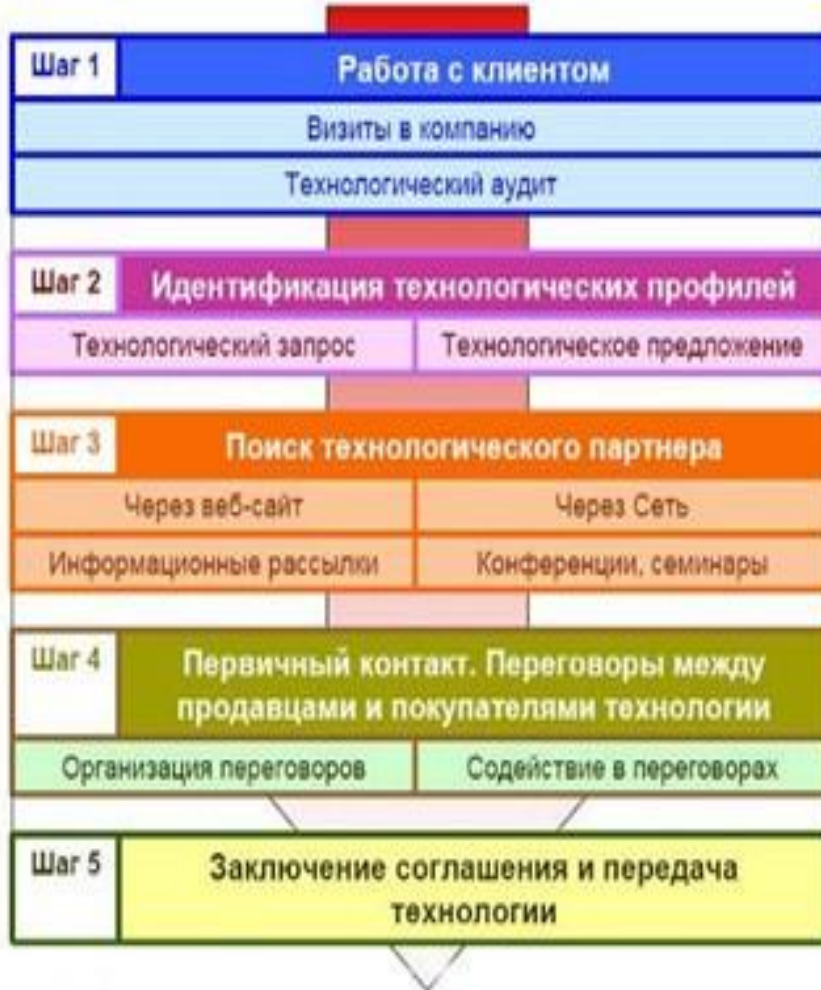 Шаг 1
Работа с клиентом
Визиты в компанию
Технологический аудит
Шаг 2
Идентификация технологических профилей
Технологический запрос
Технологическое предложение
Шаг 3
Поиск технологического партнера
Через веб-сайт
Через Сеть
Информационные рассылки
Конференции, семинары
Шаг 4
Первичный контакт. Переговоры между
продавцами и покупателями технологии
Организация переговоров
Содействие в переговорах
Шаг 5
Заключение соглашения и передача
технологии